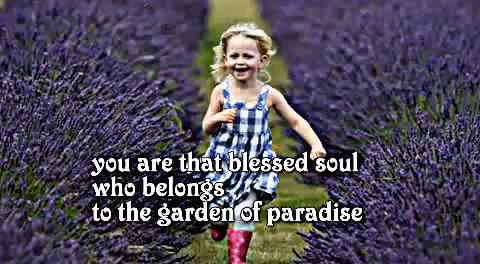 you are that blessed soul
who belongs
to the garden of paradise